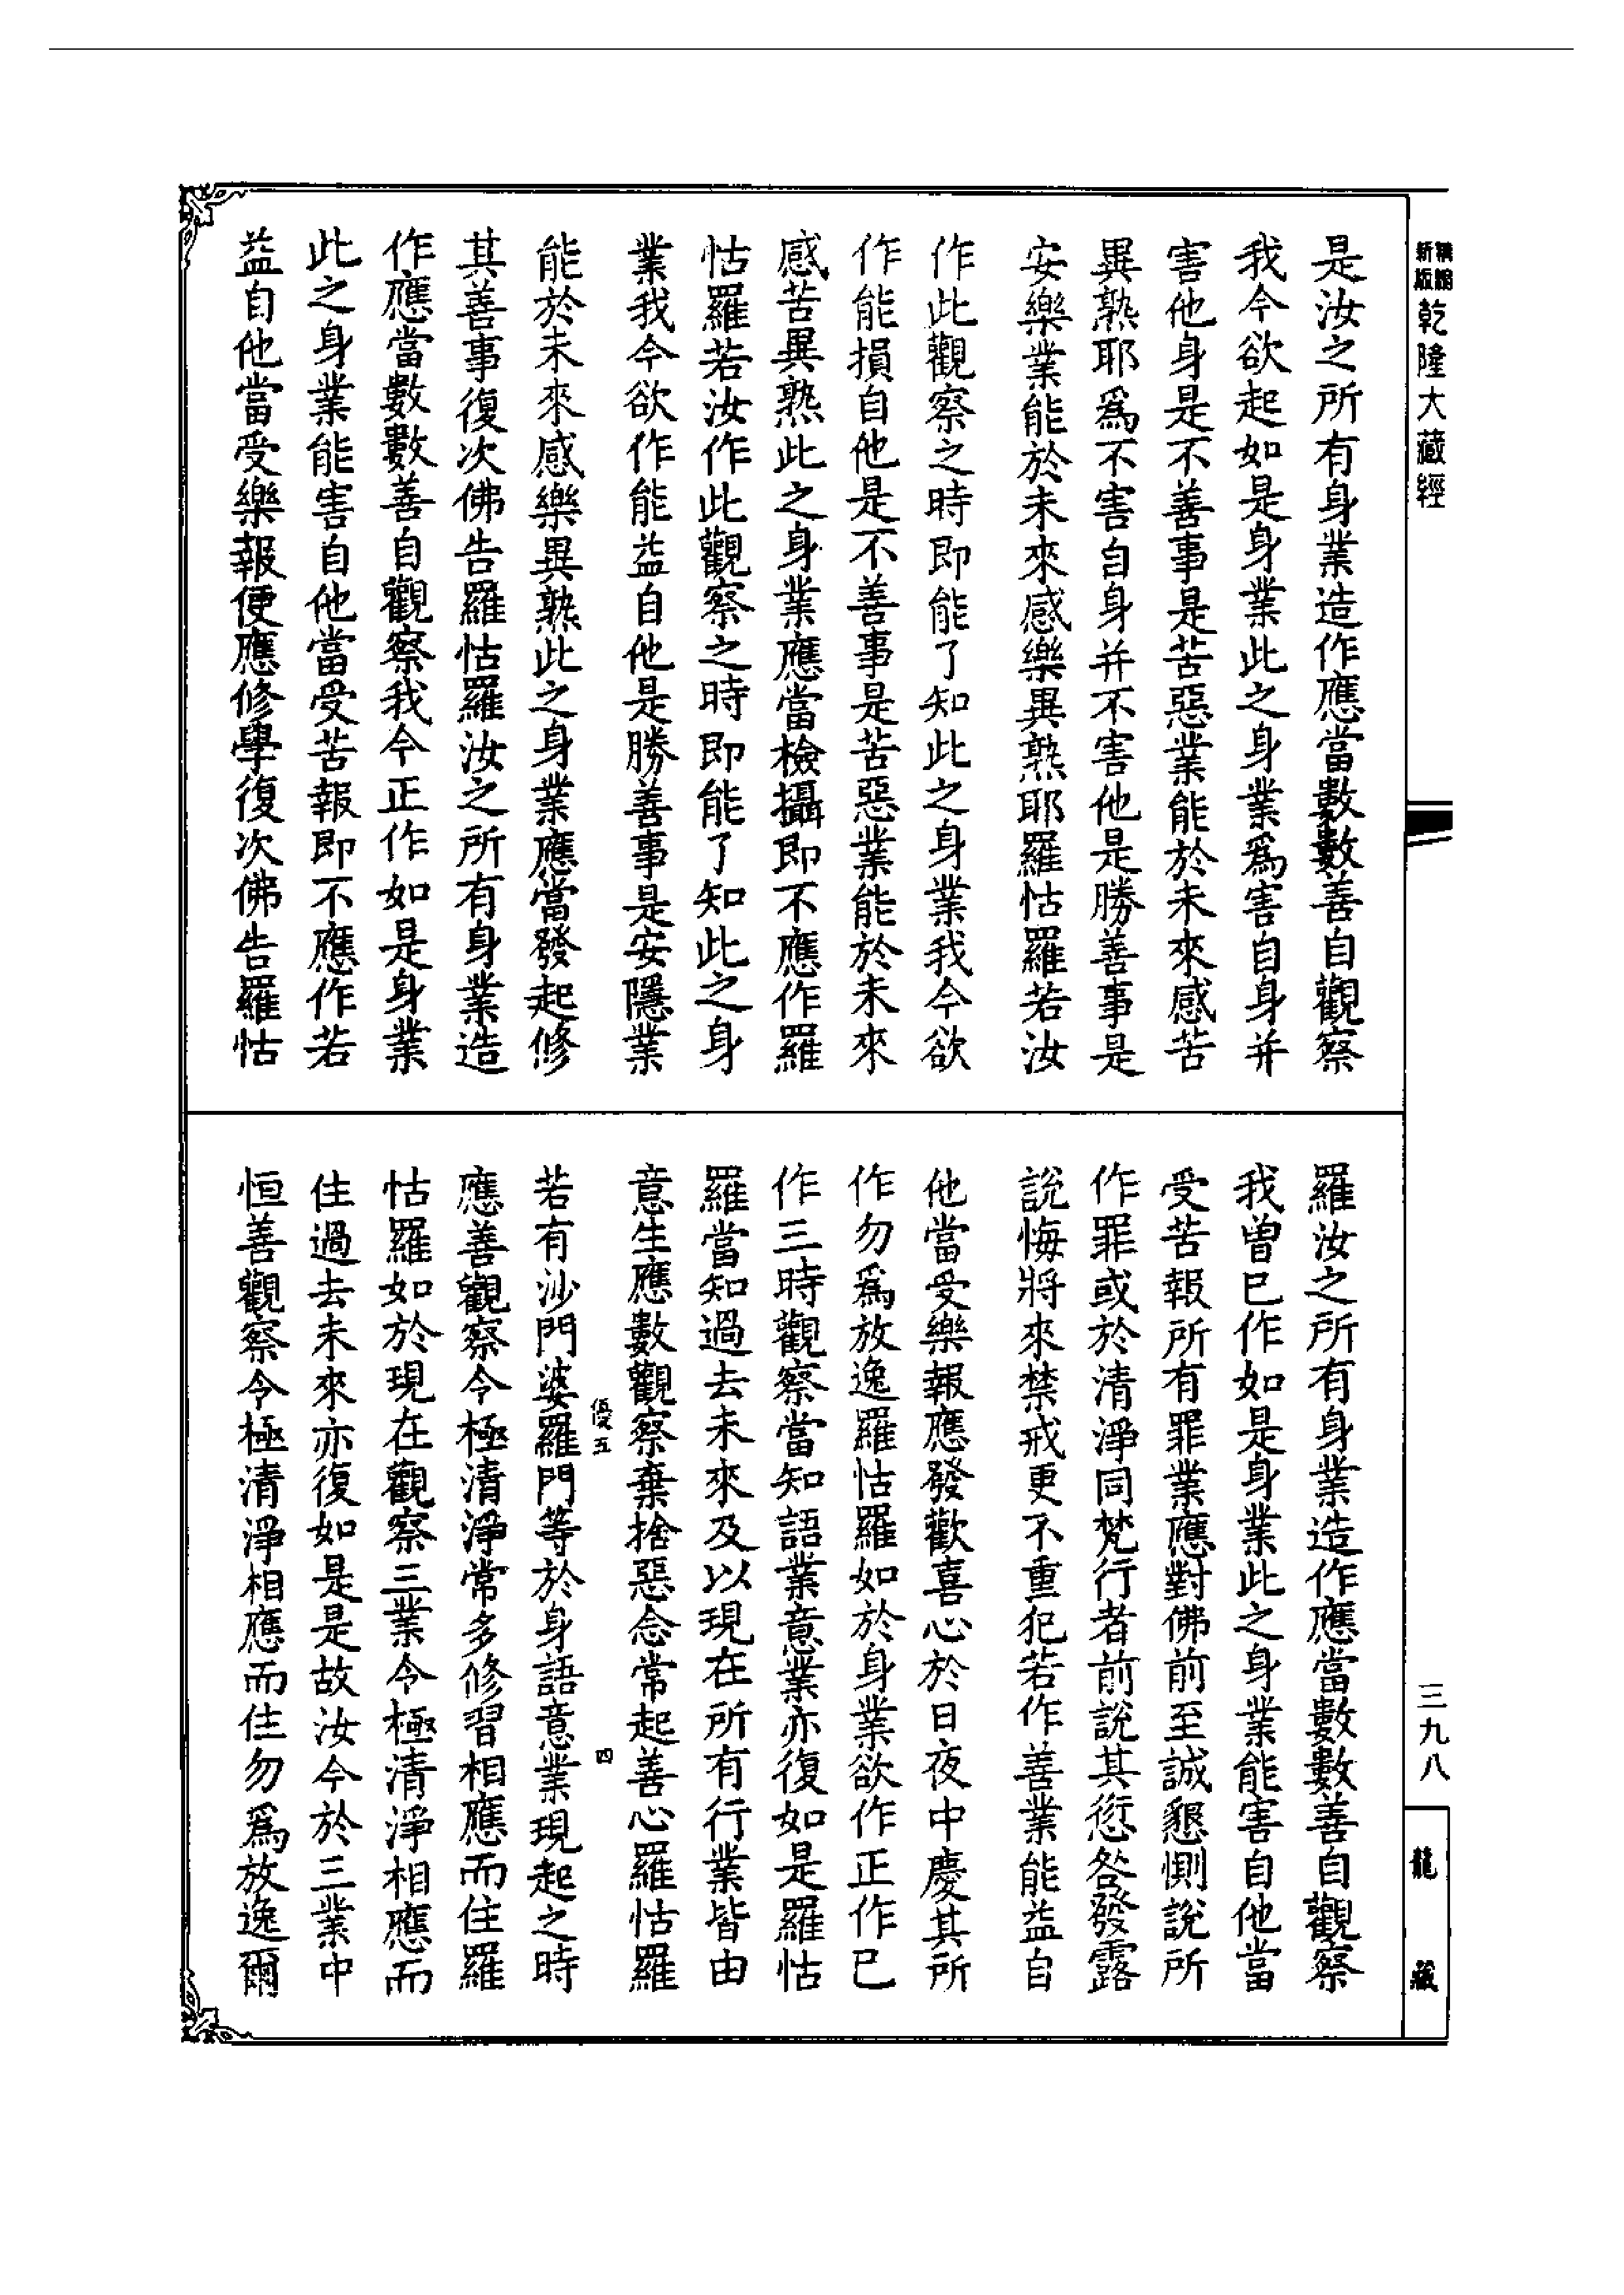 新版
乾隆大藏經
三九八
龍藏
是汝之所有身業造作應當數數善自觀察
我今欲起如是身業此之身業為害自身并
害他身是不善事是苦惡業能於未來感苦
異熟耶為不害自身并不害他是勝善事是
安樂業能於未來感樂異熟耶羅怙羅若汝
作此觀察之時即能了知此之身業我今欲
作能損自他是不善事是苦惡業能於未來
感苦異熟此之身業應當檢攝即不應作羅
怙羅若汝作此觀察之時即能了知此之身
業我今欲作能益自他是勝善事是安隱業
能於未來感樂異熟此之身業應當發起修
其善事復次佛告羅怙羅汝之所有身業造
作應當數數善自觀察我今正作如是身業
此之身業能害自他當受苦報即不應作若
益自他當受樂報便應修學復次佛告羅怙
羅汝之所有身業造作應當數數善自觀察
我曾已作如是身業此之身業能害自他當
受苦報所有罪業應對佛前至誠懇惻說所
作罪或於清淨同梵行者前說其愆咎發露
說悔將來禁戒更不重犯若作善業能益自
他當受樂報應發歡喜心於日夜中慶其所
作勿為放逸羅怙羅如於身業欲作正作已
作三時觀察當知語業意業亦復如是羅怙
羅當知過去未來及以現在所有行業皆由
意生應數觀察棄捨惡念常起善心羅怙羅
優五
四
若有沙門婆羅門等於身語意業現起之時
應善觀察令極清淨常多修習相應而住羅
怙羅如於現在觀察三業令極清淨相應而
住過去未來亦復如是是故汝今於三業中
恒善觀察令極清淨相應而住勿為放逸爾